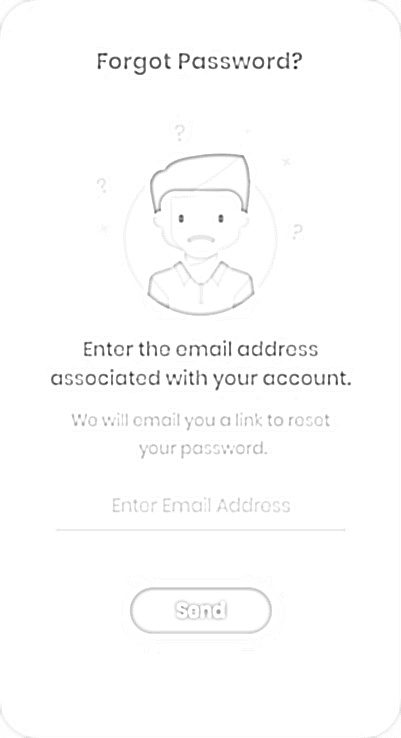 Forgot Password?
?
?
?
Enter the email address
associated with your account.
We will email you a link to reset
your password.
Enter Email Address
Send